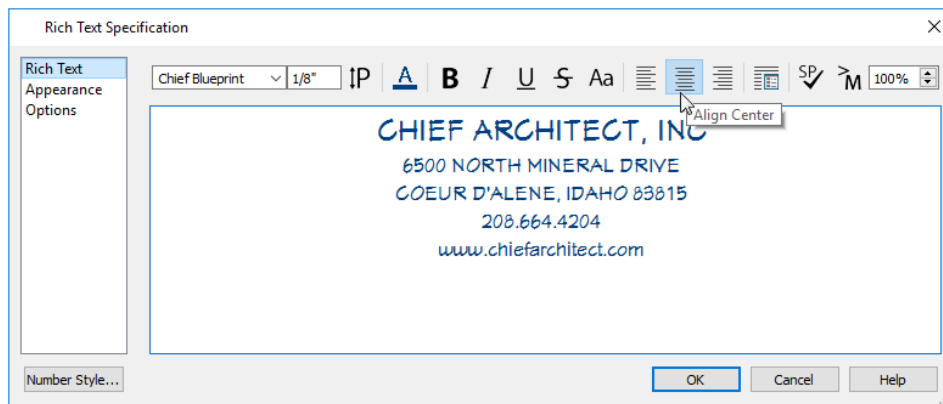 Rich Text Specification
Rich Text
Appearance
Options
Chief Blueprint 1/8" P A B I U S Aa SP M 100%
Align Center
CHIEF ARCHITECT, INC
6500 NORTH MINERAL DRIVE
COEUR D'ALENE, IDAHO 83815
208.664.4204
www.chiefarchitect.com
Number Style...
OK Cancel Help